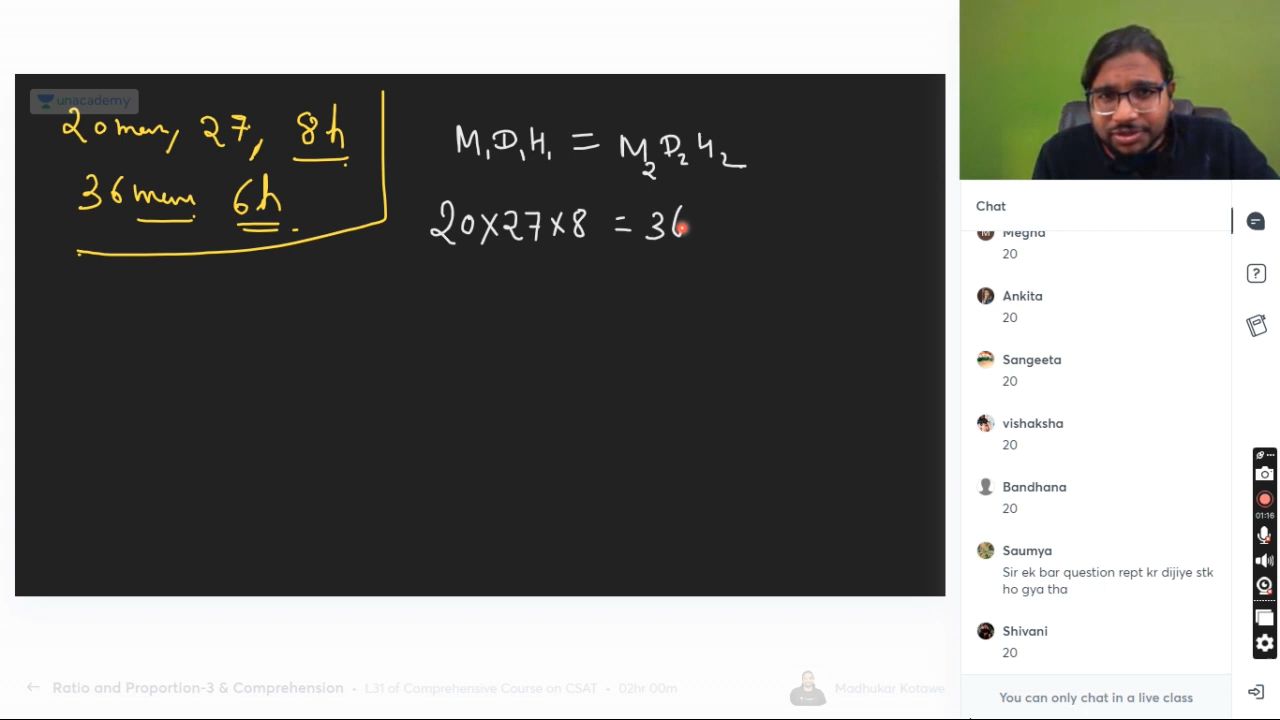 unacademy
20 men, 27, 8h
36 men 6h
M₁D₁H₁ = M₂D₂H₂
20×27×8 = 36
Chat
Megha
20
Ankita
20
Sangeeta
20
vishaksha
20
Bandhana
20
Saumya
Sir ek bar question rept kr dijiye stk
ho gya tha
Shivani
20
You can only chat in a live class
01:16
← Ratio and Proportion-3 & Comprehension • L31 of Comprehensive Course on CSAT • 02hr 00m
Madhukar Kotawe